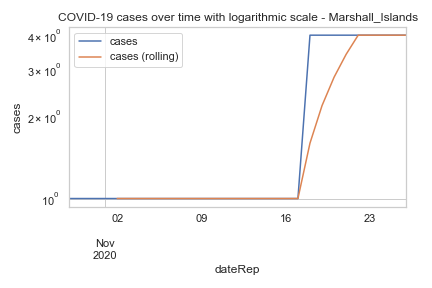 COVID-19 cases over time with logarithmic scale - Marshall_Islands
cases
cases (rolling)
4 × 10⁰
3 × 10⁰
2 × 10⁰
10⁰
cases
02 09 16 23
Nov
2020
dateRep